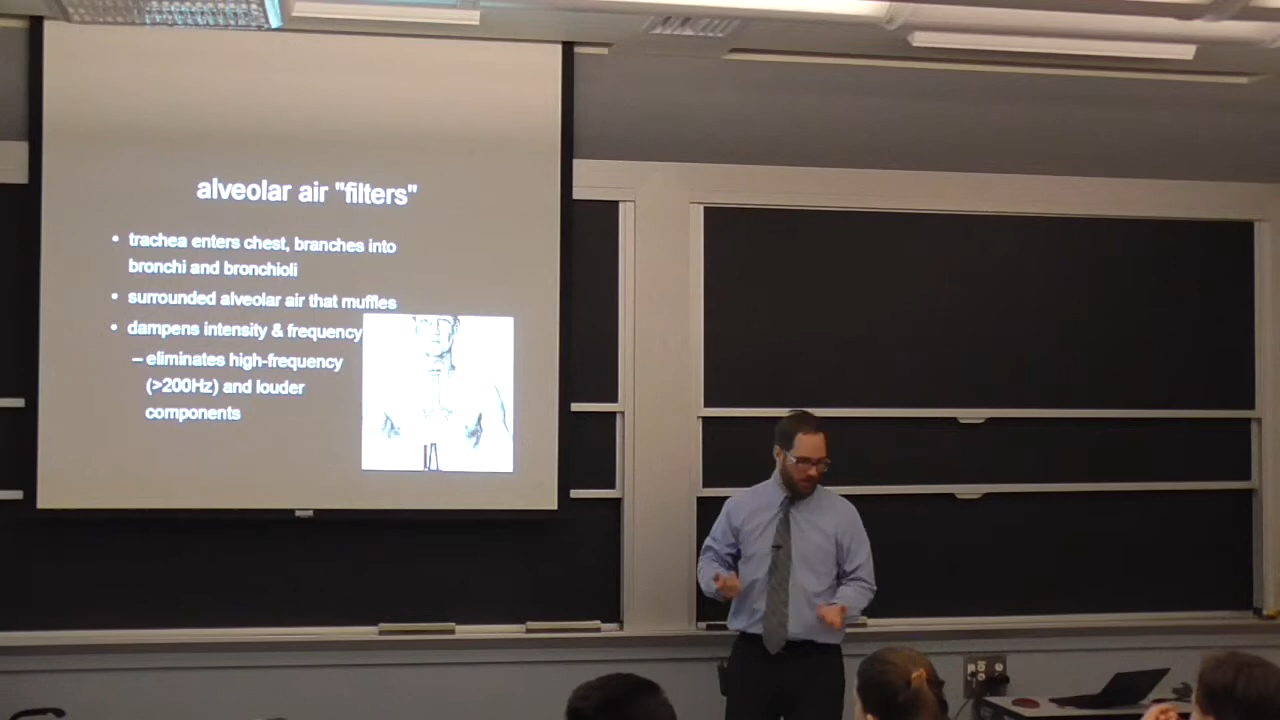 alveolar air "filters"
• trachea enters chest, branches into
bronchi and bronchioli
• surrounded alveolar air that muffles
• dampens intensity & frequency
– eliminates high-frequency
(>200Hz) and louder
components